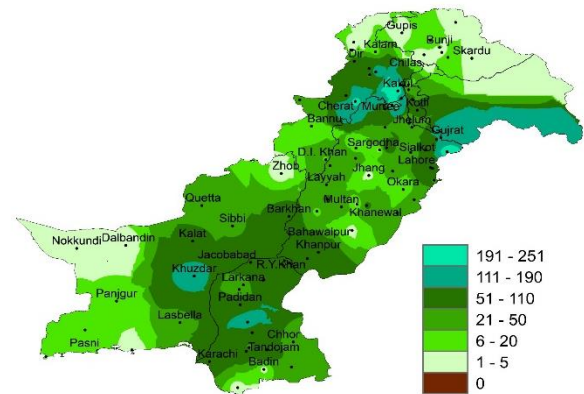 Gupis
Bunji
Kalam
Skardu
Dir
Chilas
Kakul
Cherat
Murree
Kotli
Bannu
Jhelum
Gujrat
Sargodha
Sialkot
D.I. Khan
Lahore
Zhob
Jhang
Layyah
Okara
Quetta
Multan
Sibbi
Barkhan
Khanewal
Nokkundi
Dalbandin
Kalat
Bahawalpur
Khanpur
Jacobabad
R.Y.Khan
Khuzdar
Larkana
Panjgur
Padidan
Lasbella
Pasni
Chhor
Karachi
Tandojam
Badin
191 - 251
111 - 190
51 - 110
21 - 50
6 - 20
1 - 5
0